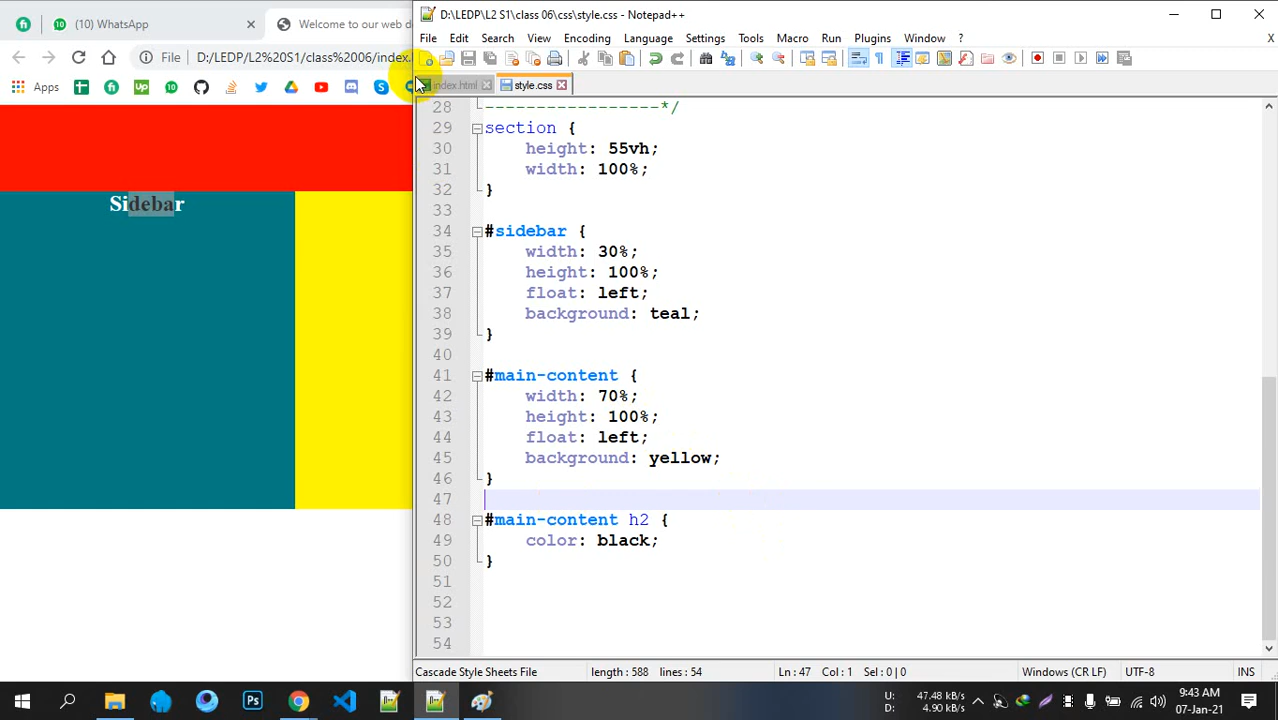 (10) WhatsApp
Welcome to our web de
D:\LEDP\L2 S1\class 06\css\style.css - Notepad++
File D:/LEDP/L2%20S1/class%2006/index.
File Edit Search View Encoding Language Settings Tools Macro Run Plugins Window ? X
Apps
index.html style.css
28 -----------------*/
29 section {
30 height: 55vh;
31 width: 100%;
32 }
33
34 #sidebar {
35 width: 30%;
36 height: 100%;
37 float: left;
38 background: teal;
39 }
40
41 #main-content {
42 width: 70%;
43 height: 100%;
44 float: left;
45 background: yellow;
46 }
47
48 #main-content h2 {
49 color: black;
50 }
51
52
53
54
Sidebar
Cascade Style Sheets File length : 588 lines : 54 Ln : 47 Col : 1 Sel : 0 | 0 Windows (CR LF) UTF-8 INS
U: 47.48 kB/s
D: 4.90 kB/s
9:43 AM
07-Jan-21